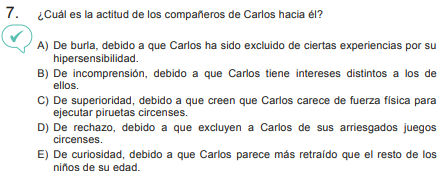 7. ¿Cuál es la actitud de los compañeros de Carlos hacia él?
A) De burla, debido a que Carlos ha sido excluido de ciertas experiencias por su
hipersensibilidad.
B) De incomprensión, debido a que Carlos tiene intereses distintos a los de
ellos.
C) De superioridad, debido a que creen que Carlos carece de fuerza física para
ejecutar piruetas circenses.
D) De rechazo, debido a que excluyen a Carlos de sus arriesgados juegos
circenses.
E) De curiosidad, debido a que Carlos parece más retraído que el resto de los
niños de su edad.